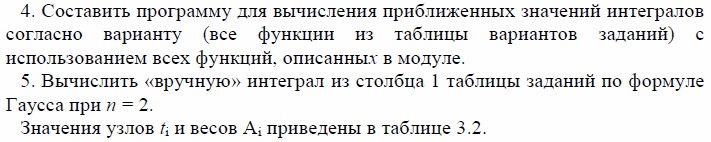 4. Составить программу для вычисления приближенных значений интегралов
согласно варианту (все функции из таблицы вариантов заданий) с
использованием всех функций, описанных в модуле.
5. Вычислить «вручную» интеграл из столбца 1 таблицы заданий по формуле
Гаусса при n = 2.
Значения узлов tᵢ и весов Aᵢ приведены в таблице 3.2.